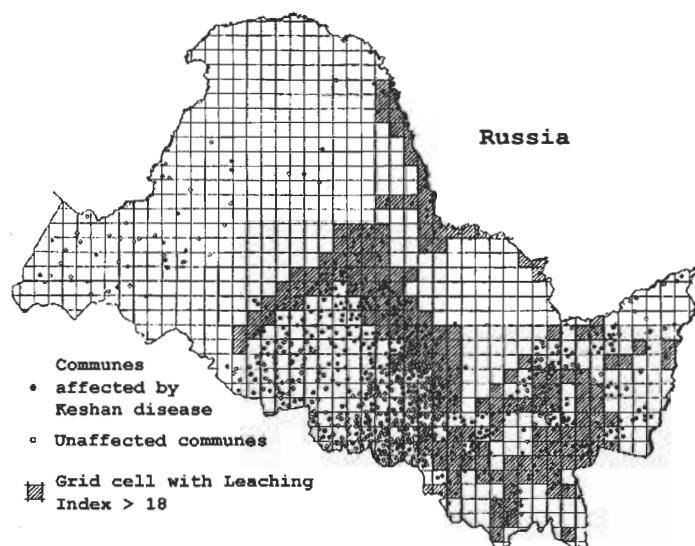 Russia
Communes
affected by
Keshan disease
Unaffected communes
Grid cell with Leaching
Index > 18